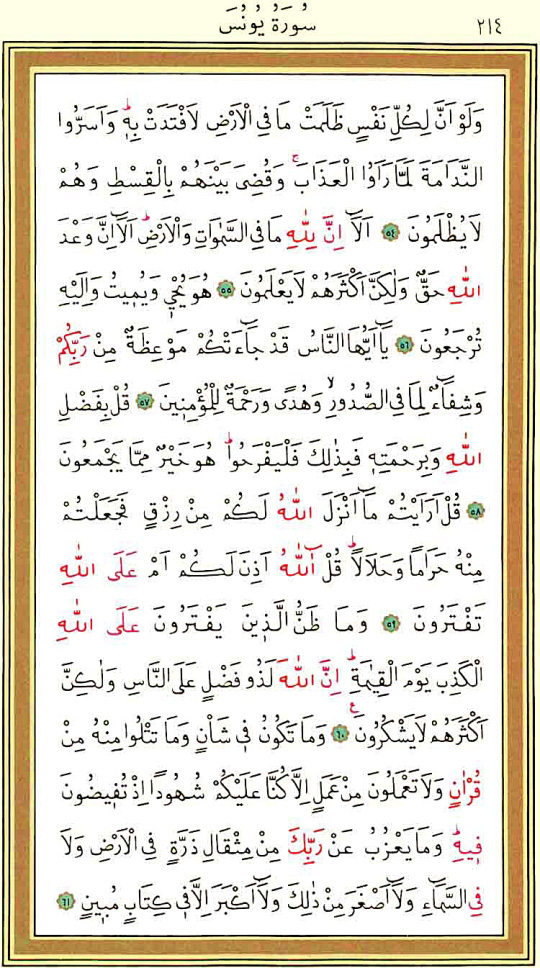 سُورَةُ يُونُسَ ٢١٤
وَلَوْ اَنَّ لِكُلِّ نَفْسٍ ظَلَمَتْ مَا فِي الْاَرْضِ لَافْتَدَتْ بِه۪ۜ وَاَسَرُّوا
النَّدَامَةَ لَمَّا رَاَوُا الْعَذَابَۚ وَقُضِيَ بَيْنَهُمْ بِالْقِسْطِ وَهُمْ
لَا يُظْلَمُونَ ٥٤ اَلَٓا اِنَّ لِلّٰهِ مَا فِي السَّمٰوَاتِ وَالْاَرْضِۜ اَلَٓا اِنَّ وَعْدَ
اللّٰهِ حَقٌّ وَلٰكِنَّ اَكْثَرَهُمْ لَا يَعْلَمُونَ ٥٥ هُوَ يُحْي۪ وَيُم۪يتُ وَاِلَيْهِ
تُرْجَعُونَ ٥٦ يَٓا اَيُّهَا النَّاسُ قَدْ جَٓاءَتْكُمْ مَوْعِظَةٌ مِنْ رَبِّكُمْ
وَشِفَٓاءٌ لِمَا فِي الصُّدُورِۙ وَهُدًى وَرَحْمَةٌ لِلْمُؤْمِن۪ينَ ٥٧ قُلْ بِفَضْلِ
اللّٰهِ وَبِرَحْمَتِه۪ فَبِذٰلِكَ فَلْيَفْرَحُواۜ هُوَ خَيْرٌ مِمَّا يَجْمَعُونَ
٥٨ قُلْ اَرَاَيْتُمْ مَٓا اَنْزَلَ اللّٰهُ لَكُمْ مِنْ رِزْقٍ فَجَعَلْتُمْ
مِنْهُ حَرَامًا وَحَلَالًاۜ قُلْ آٰللّٰهُ اَذِنَ لَكُمْ اَمْ عَلَى اللّٰهِ
تَفْتَرُونَ ٥٩ وَمَا ظَنُّ الَّذ۪ينَ يَفْتَرُونَ عَلَى اللّٰهِ
الْكَذِبَ يَوْمَ الْقِيٰمَةِۜ اِنَّ اللّٰهَ لَذُو فَضْلٍ عَلَى النَّاسِ وَلٰكِنَّ
اَكْثَرَهُمْ لَا يَشْكُرُونَ۟ ع ٦٠ وَمَا تَكُونُ ف۪ي شَأْنٍ وَمَا تَتْلُوا مِنْهُ مِنْ
قُرْاٰنٍ وَلَا تَعْمَلُونَ مِنْ عَمَلٍ اِلَّا كُنَّا عَلَيْكُمْ شُهُودًا اِذْ تُف۪يضُونَ
ف۪يهِۜ وَمَا يَعْزُبُ عَنْ رَبِّكَ مِنْ مِثْقَالِ ذَرَّةٍ فِي الْاَرْضِ وَلَا
فِي السَّمَٓاءِ وَلَٓا اَصْغَرَ مِنْ ذٰلِكَ وَلَٓا اَكْبَرَ اِلَّا ف۪ي كِتَابٍ مُب۪ينٍ ٦١